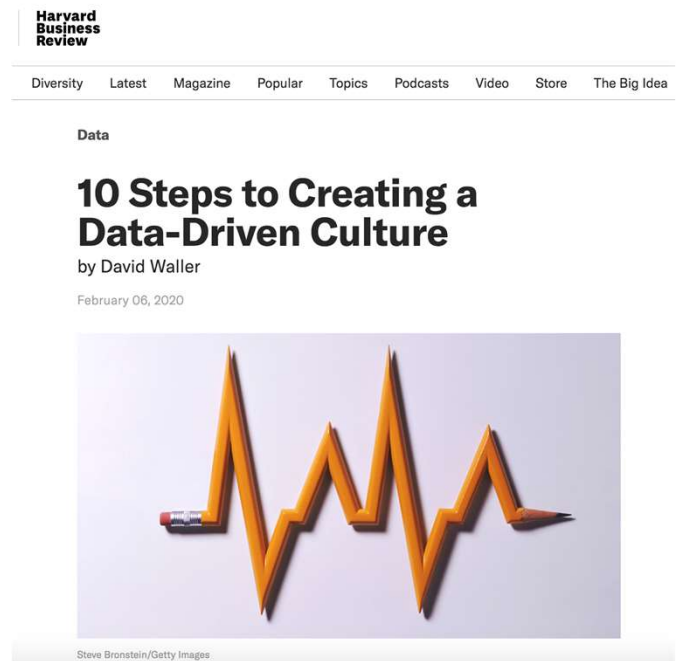 Harvard
Business
Review
Diversity Latest Magazine Popular Topics Podcasts Video Store The Big Idea
Data
10 Steps to Creating a
Data-Driven Culture
by David Waller
February 06, 2020
Steve Bronstein/Getty Images